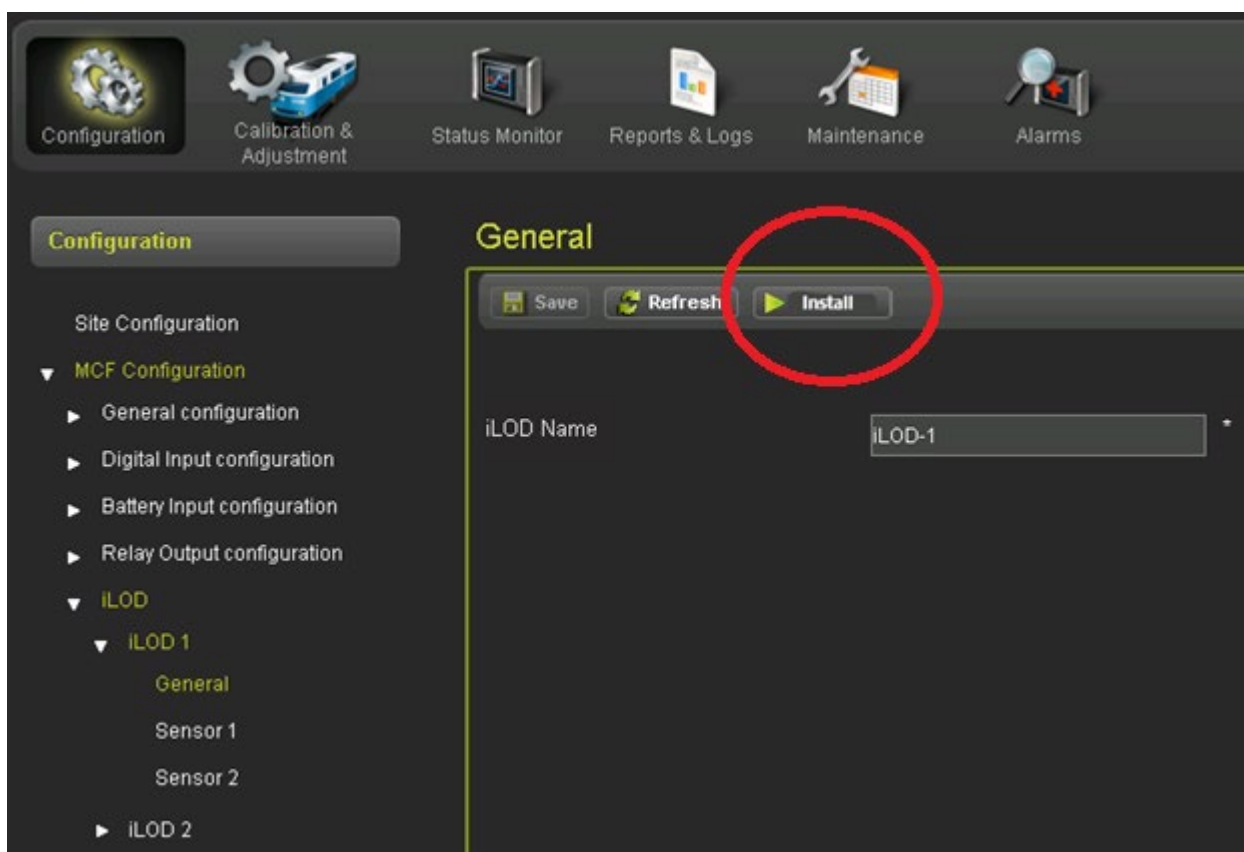 Configuration
Calibration &
Adjustment
Status Monitor
Reports & Logs
Maintenance
Alarms
Configuration
General
Save Refresh Install
Site Configuration
MCF Configuration
General configuration
iLOD Name iLOD-1 *
Digital Input configuration
Battery Input configuration
Relay Output configuration
iLOD
iLOD 1
General
Sensor 1
Sensor 2
iLOD 2